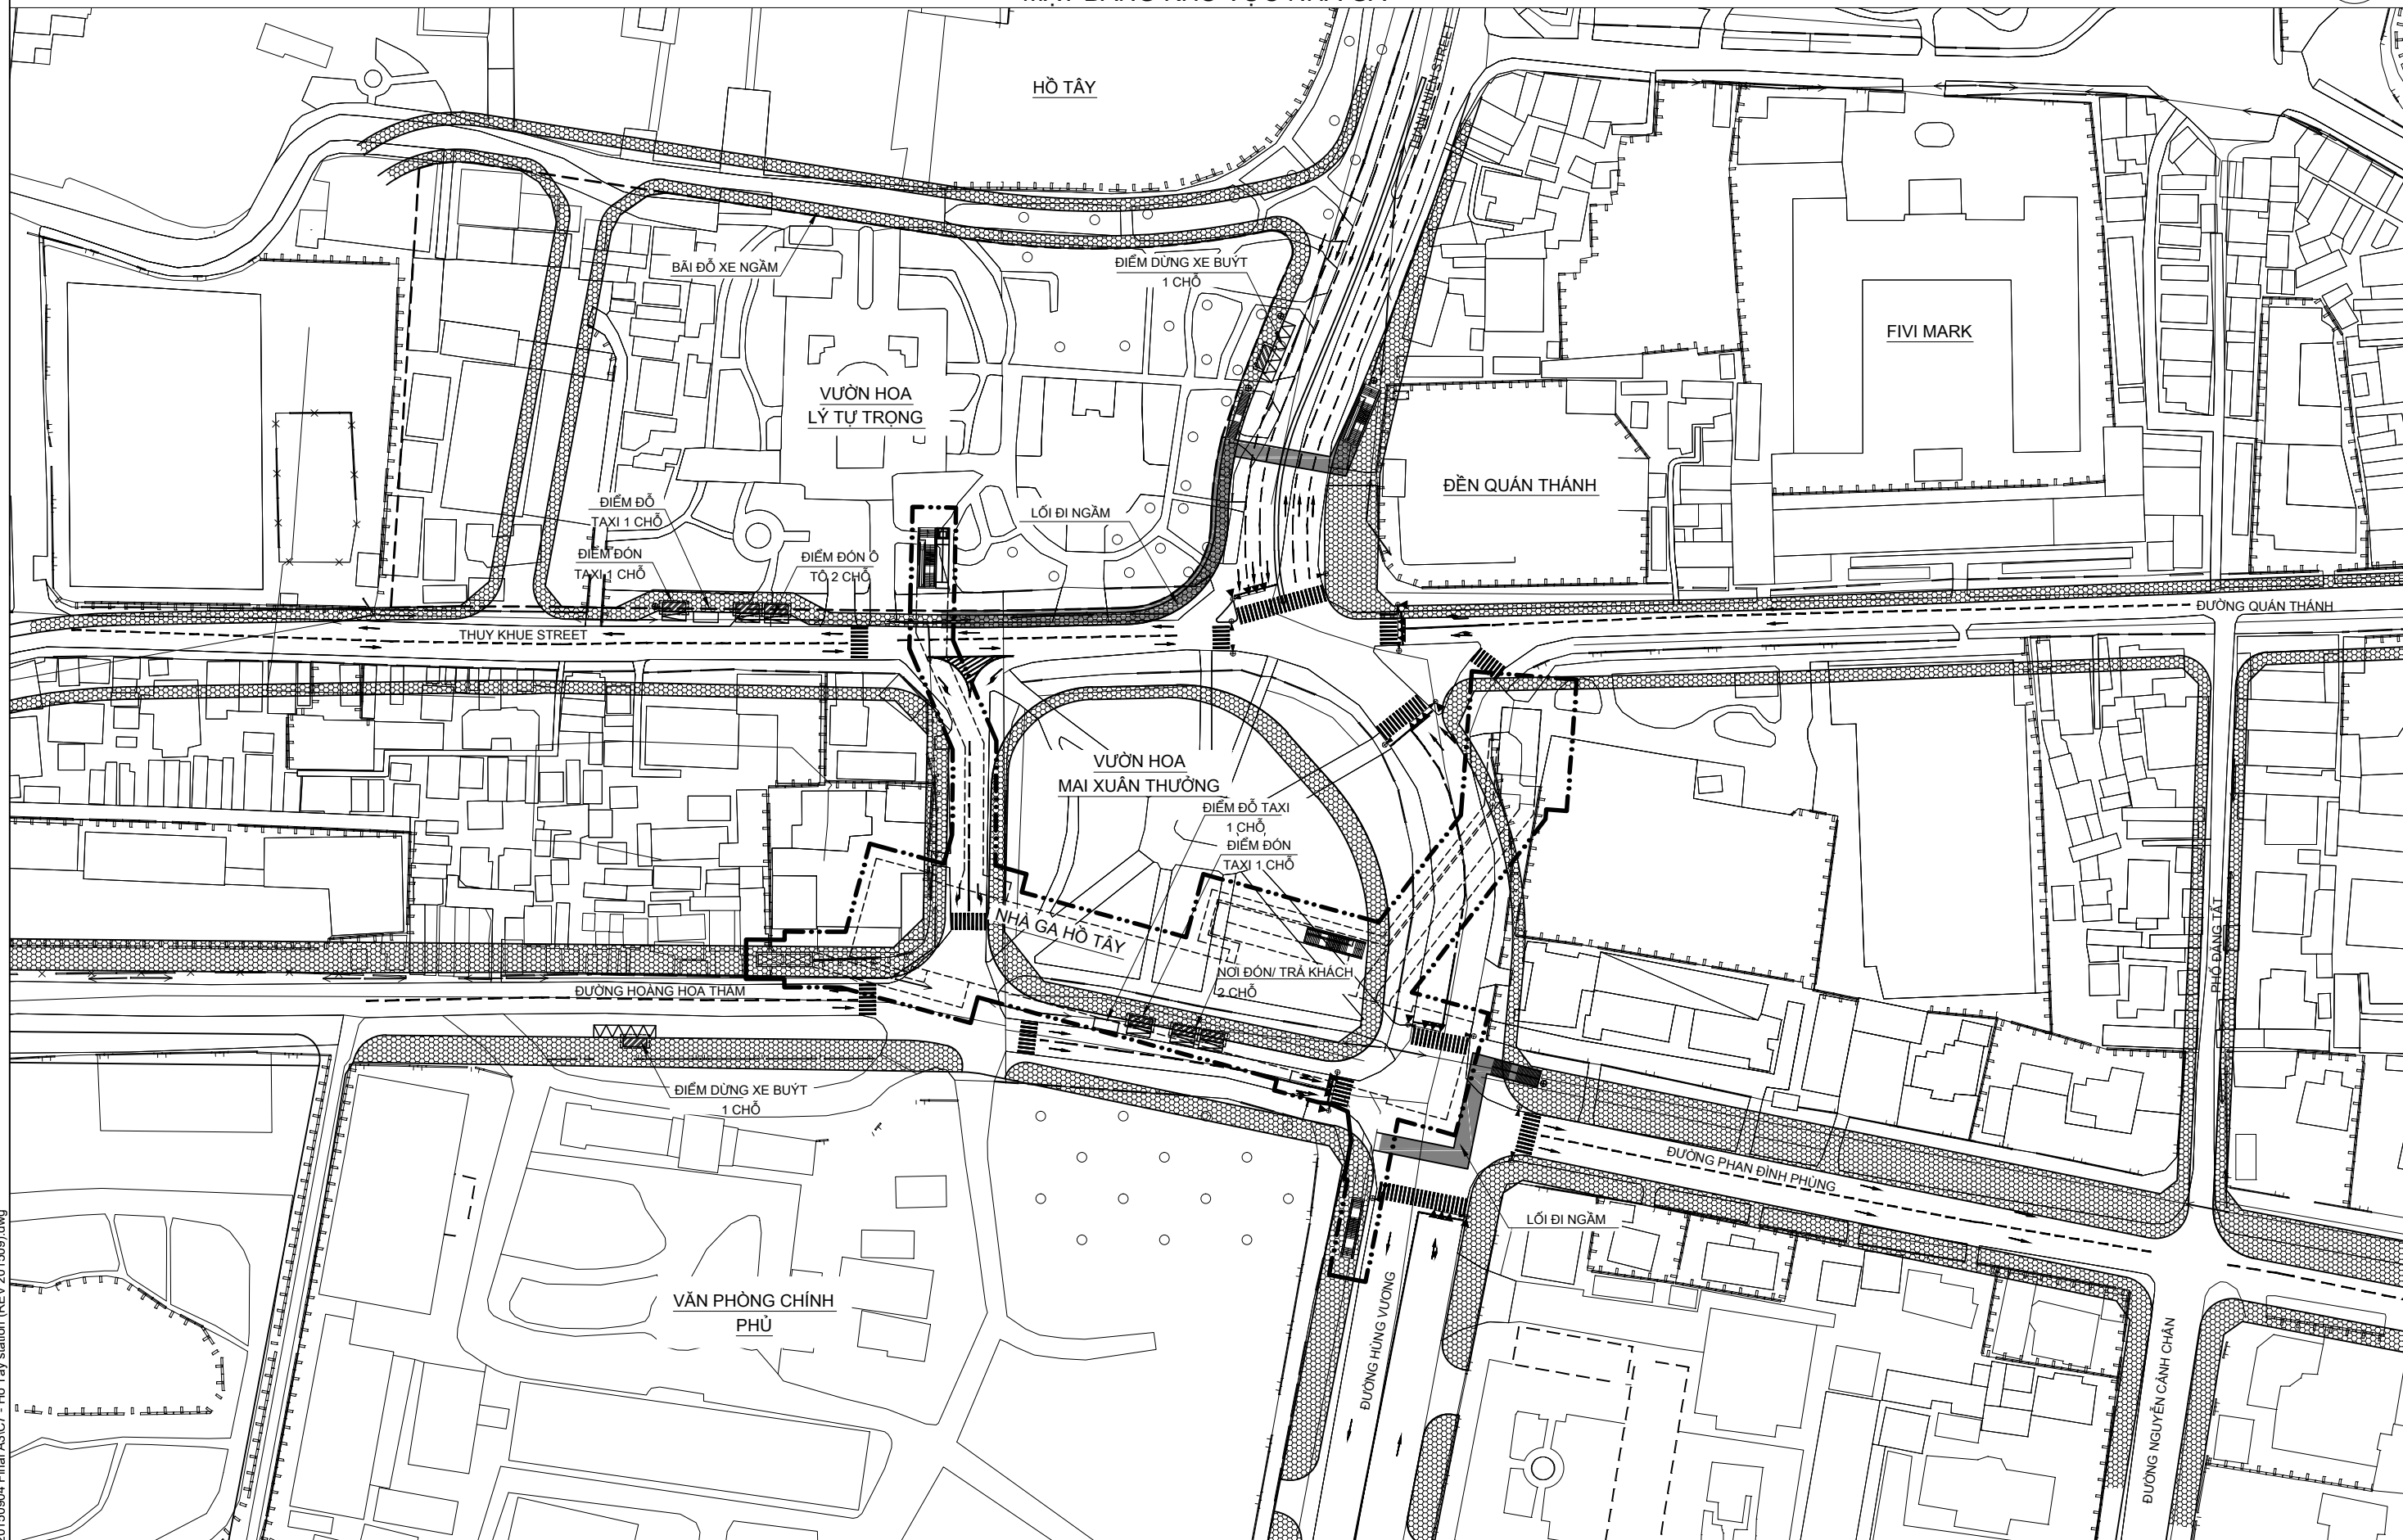 HỒ TÂY
THANH NIEN STREET
BÃI ĐỖ XE NGẦM
ĐIỂM DỪNG XE BUÝT
1 CHỖ
FIVI MARK
VƯỜN HOA
LÝ TỰ TRỌNG
ĐỀN QUÁN THÁNH
ĐIỂM ĐỖ
TAXI 1 CHỖ
LỐI ĐI NGẦM
ĐIỂM ĐÓN
TAXI 1 CHỖ
ĐIỂM ĐÓN Ô
TÔ 2 CHỖ
ĐƯỜNG QUÁN THÁNH
THUY KHUE STREET
VƯỜN HOA
MAI XUÂN THƯỞNG
ĐIỂM ĐỖ TAXI
1 CHỖ
ĐIỂM ĐÓN
TAXI 1 CHỖ
NHÀ GA HỒ TÂY
PHỐ ĐẶNG TẤT
NƠI ĐÓN/ TRẢ KHÁCH
2 CHỖ
ĐƯỜNG HOÀNG HOA THÁM
ĐIỂM DỪNG XE BUÝT
1 CHỖ
ĐƯỜNG PHAN ĐÌNH PHÙNG
LỐI ĐI NGẦM
VĂN PHÒNG CHÍNH
PHỦ
ĐƯỜNG HÙNG VƯƠNG
ĐƯỜNG NGUYỄN CẢNH CHÂN